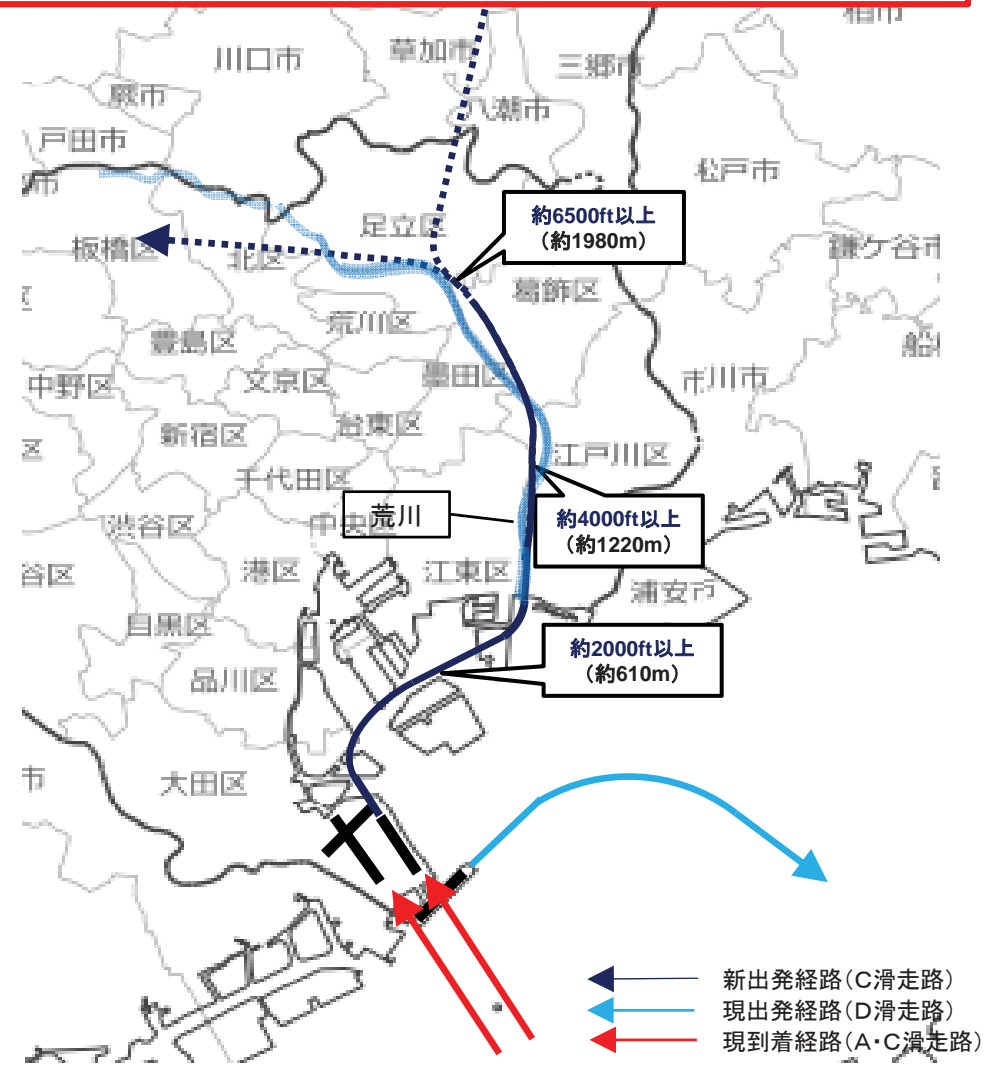 川口市
草加市
三郷市
蕨市
八潮市
戸田市
松戸市
足立区
約6500ft以上
(約1980m)
板橋区
北区
鎌ケ谷市
葛飾区
荒川区
豊島区
墨田区
中野区
文京区
市川市
台東区
新宿区
江戸川区
千代田区
荒川
渋谷区
中央区
約4000ft以上
(約1220m)
港区
江東区
浦安市
目黒区
品川区
約2000ft以上
(約610m)
大田区
新出発経路(C滑走路)
現出発経路(D滑走路)
現到着経路(A・C滑走路)